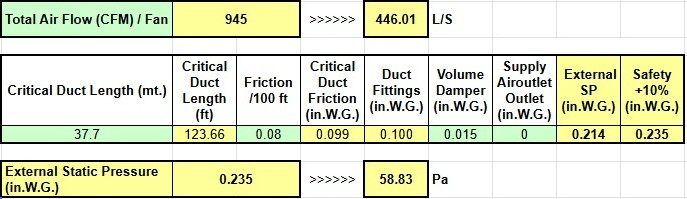 Total Air Flow (CFM) / Fan 945 >>>>>> 446.01 L/S
Critical Duct Length (mt.) Critical Duct Length (ft) Friction /100 ft Critical Duct Friction (in.W.G.) Duct Fittings (in.W.G.) Volume Damper (in.W.G.) Supply Airoutlet Outlet (in.W.G.) External SP (in.W.G.) Safety +10% (in.W.G.)
37.7 123.66 0.08 0.099 0.100 0.015 0 0.214 0.235
External Static Pressure (in.W.G.) 0.235 >>>>>> 58.83 Pa